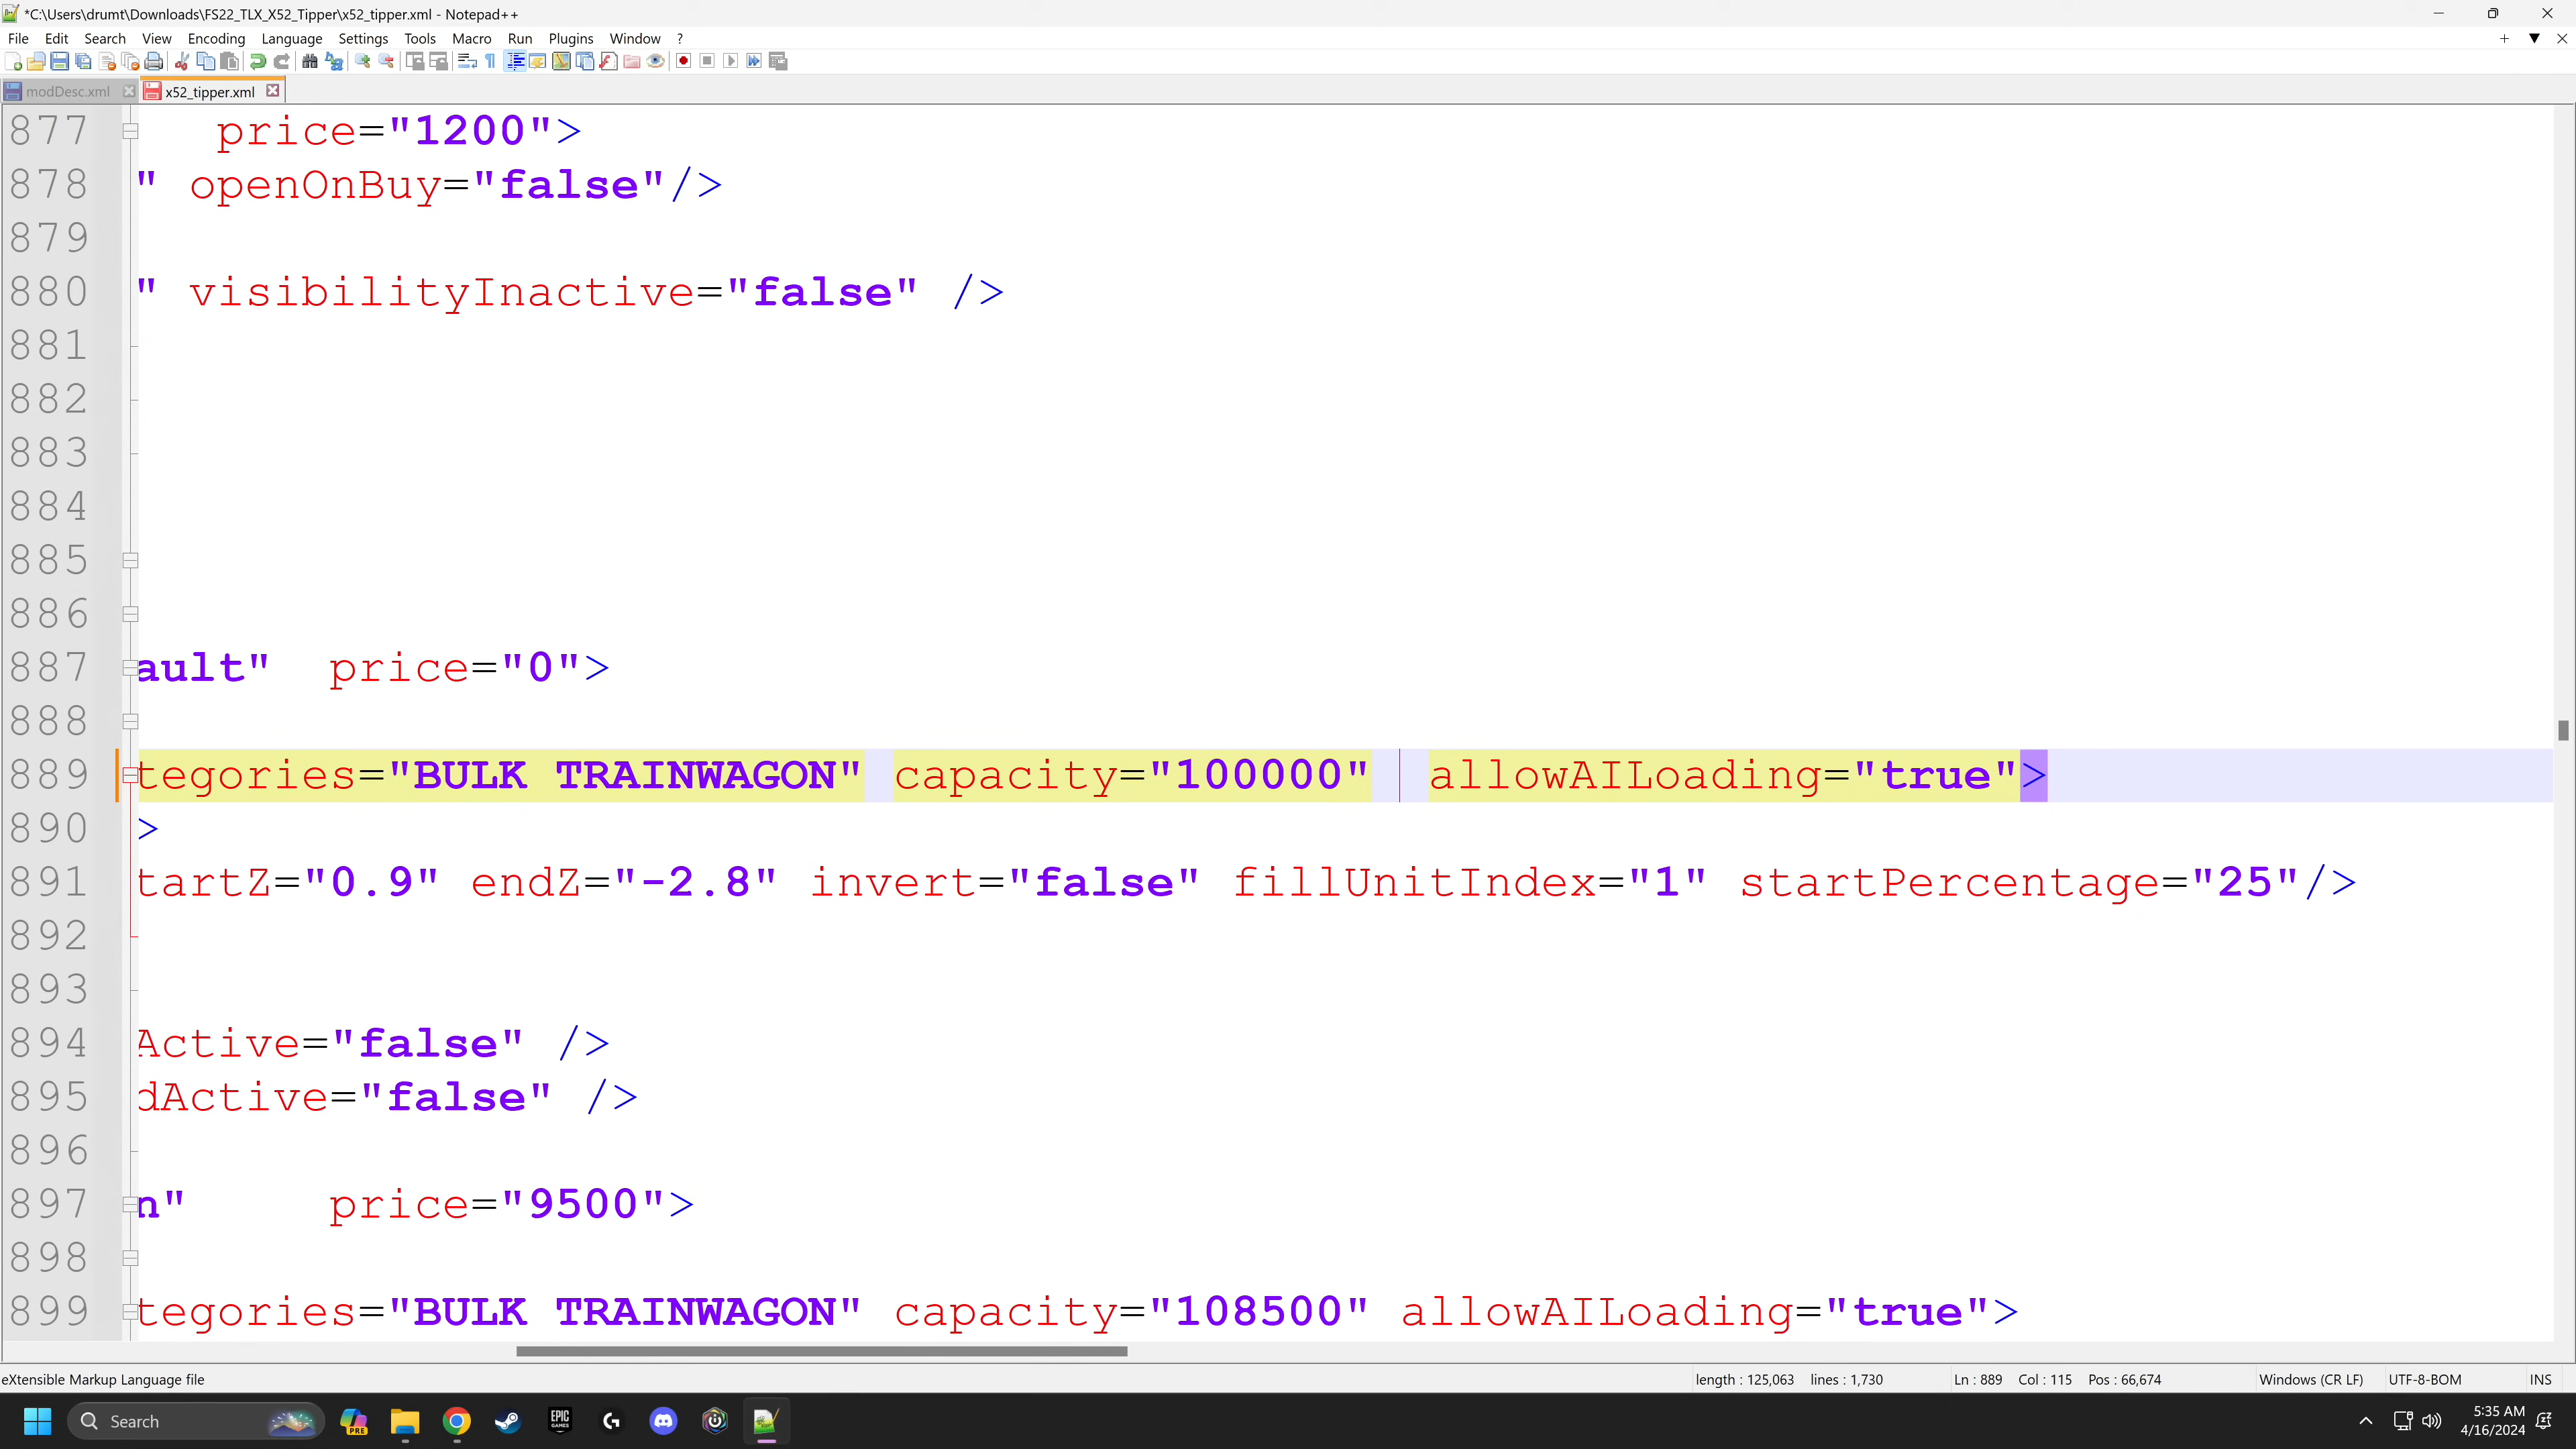 *C:\Users\drumt\Downloads\FS22_TLX_X52_Tipper\x52_tipper.xml - Notepad++
File Edit Search View Encoding Language Settings Tools Macro Run Plugins Window ?
modDesc.xml x52_tipper.xml
877 price="1200">
878 " openOnBuy="false"/>
879
880 " visibilityInactive="false" />
881
882
883
884
885
886
887 ault" price="0">
888
889 tegories="BULK TRAINWAGON" capacity="100000" allowAILoading="true">
890 >
891 tartZ="0.9" endZ="-2.8" invert="false" fillUnitIndex="1" startPercentage="25"/>
892
893
894 Active="false" />
895 dActive="false" />
896
897 n" price="9500">
898
899 tegories="BULK TRAINWAGON" capacity="108500" allowAILoading="true">
eXtensible Markup Language file length : 125,063 lines : 1,730 Ln : 889 Col : 115 Pos : 66,674 Windows (CR LF) UTF-8-BOM INS
Search PRE EPIC GAMES 5:35 AM
4/16/2024